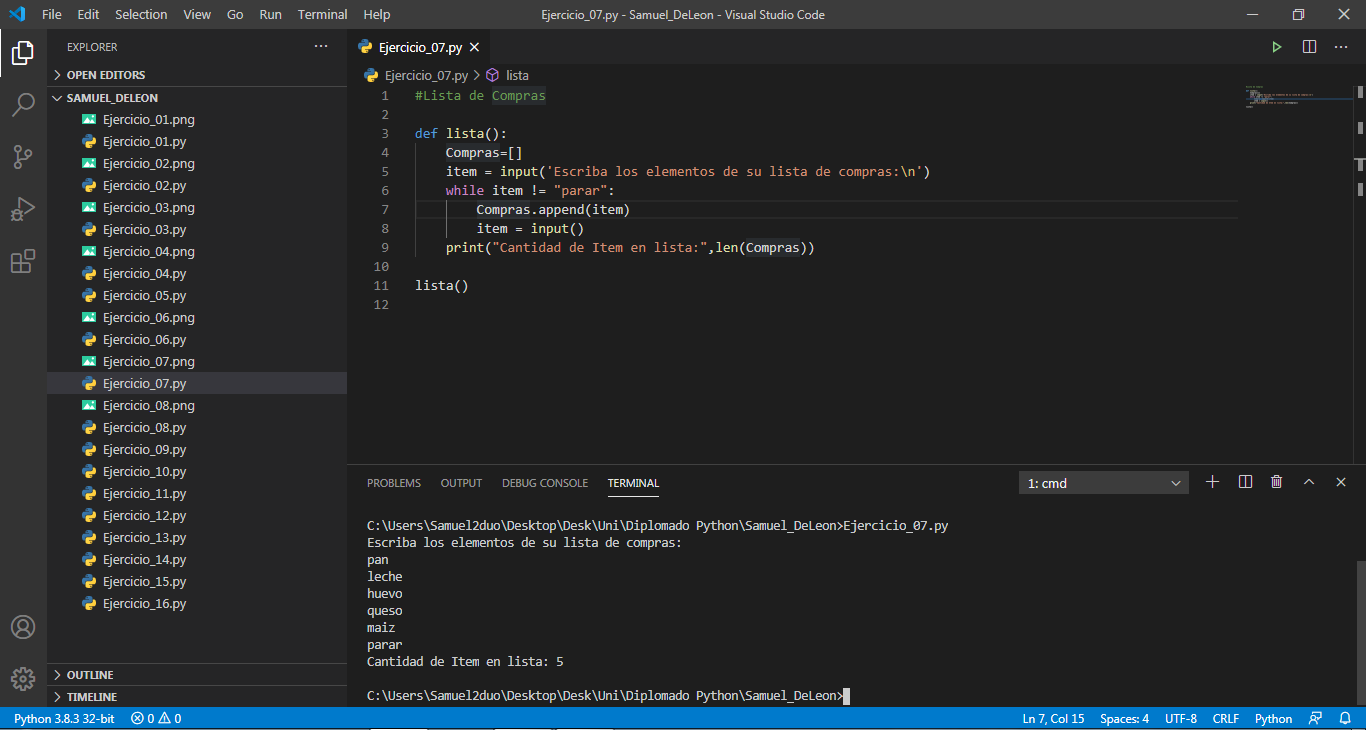 File Edit Selection View Go Run Terminal Help
Ejercicio_07.py - Samuel_DeLeon - Visual Studio Code
EXPLORER
OPEN EDITORS
SAMUEL_DELEON
Ejercicio_01.png
Ejercicio_01.py
Ejercicio_02.png
Ejercicio_02.py
Ejercicio_03.png
Ejercicio_03.py
Ejercicio_04.png
Ejercicio_04.py
Ejercicio_05.py
Ejercicio_06.png
Ejercicio_06.py
Ejercicio_07.png
Ejercicio_07.py
Ejercicio_08.png
Ejercicio_08.py
Ejercicio_09.py
Ejercicio_10.py
Ejercicio_11.py
Ejercicio_12.py
Ejercicio_13.py
Ejercicio_14.py
Ejercicio_15.py
Ejercicio_16.py
OUTLINE
TIMELINE
Ejercicio_07.py
Ejercicio_07.py > lista
1 #Lista de Compras
2
3 def lista():
4     Compras=[]
5     item = input('Escriba los elementos de su lista de compras:\n')
6     while item != "parar":
7         Compras.append(item)
8         item = input()
9     print("Cantidad de Item en lista:",len(Compras))
10
11 lista()
12
PROBLEMS OUTPUT DEBUG CONSOLE TERMINAL
1: cmd
C:\Users\Samuel2duo\Desktop\Desk\Uni\Diplomado Python\Samuel_DeLeon>Ejercicio_07.py
Escriba los elementos de su lista de compras:
pan
leche
huevo
queso
maiz
parar
Cantidad de Item en lista: 5
C:\Users\Samuel2duo\Desktop\Desk\Uni\Diplomado Python\Samuel_DeLeon>
Python 3.8.3 32-bit 0 0
Ln 7, Col 15 Spaces: 4 UTF-8 CRLF Python